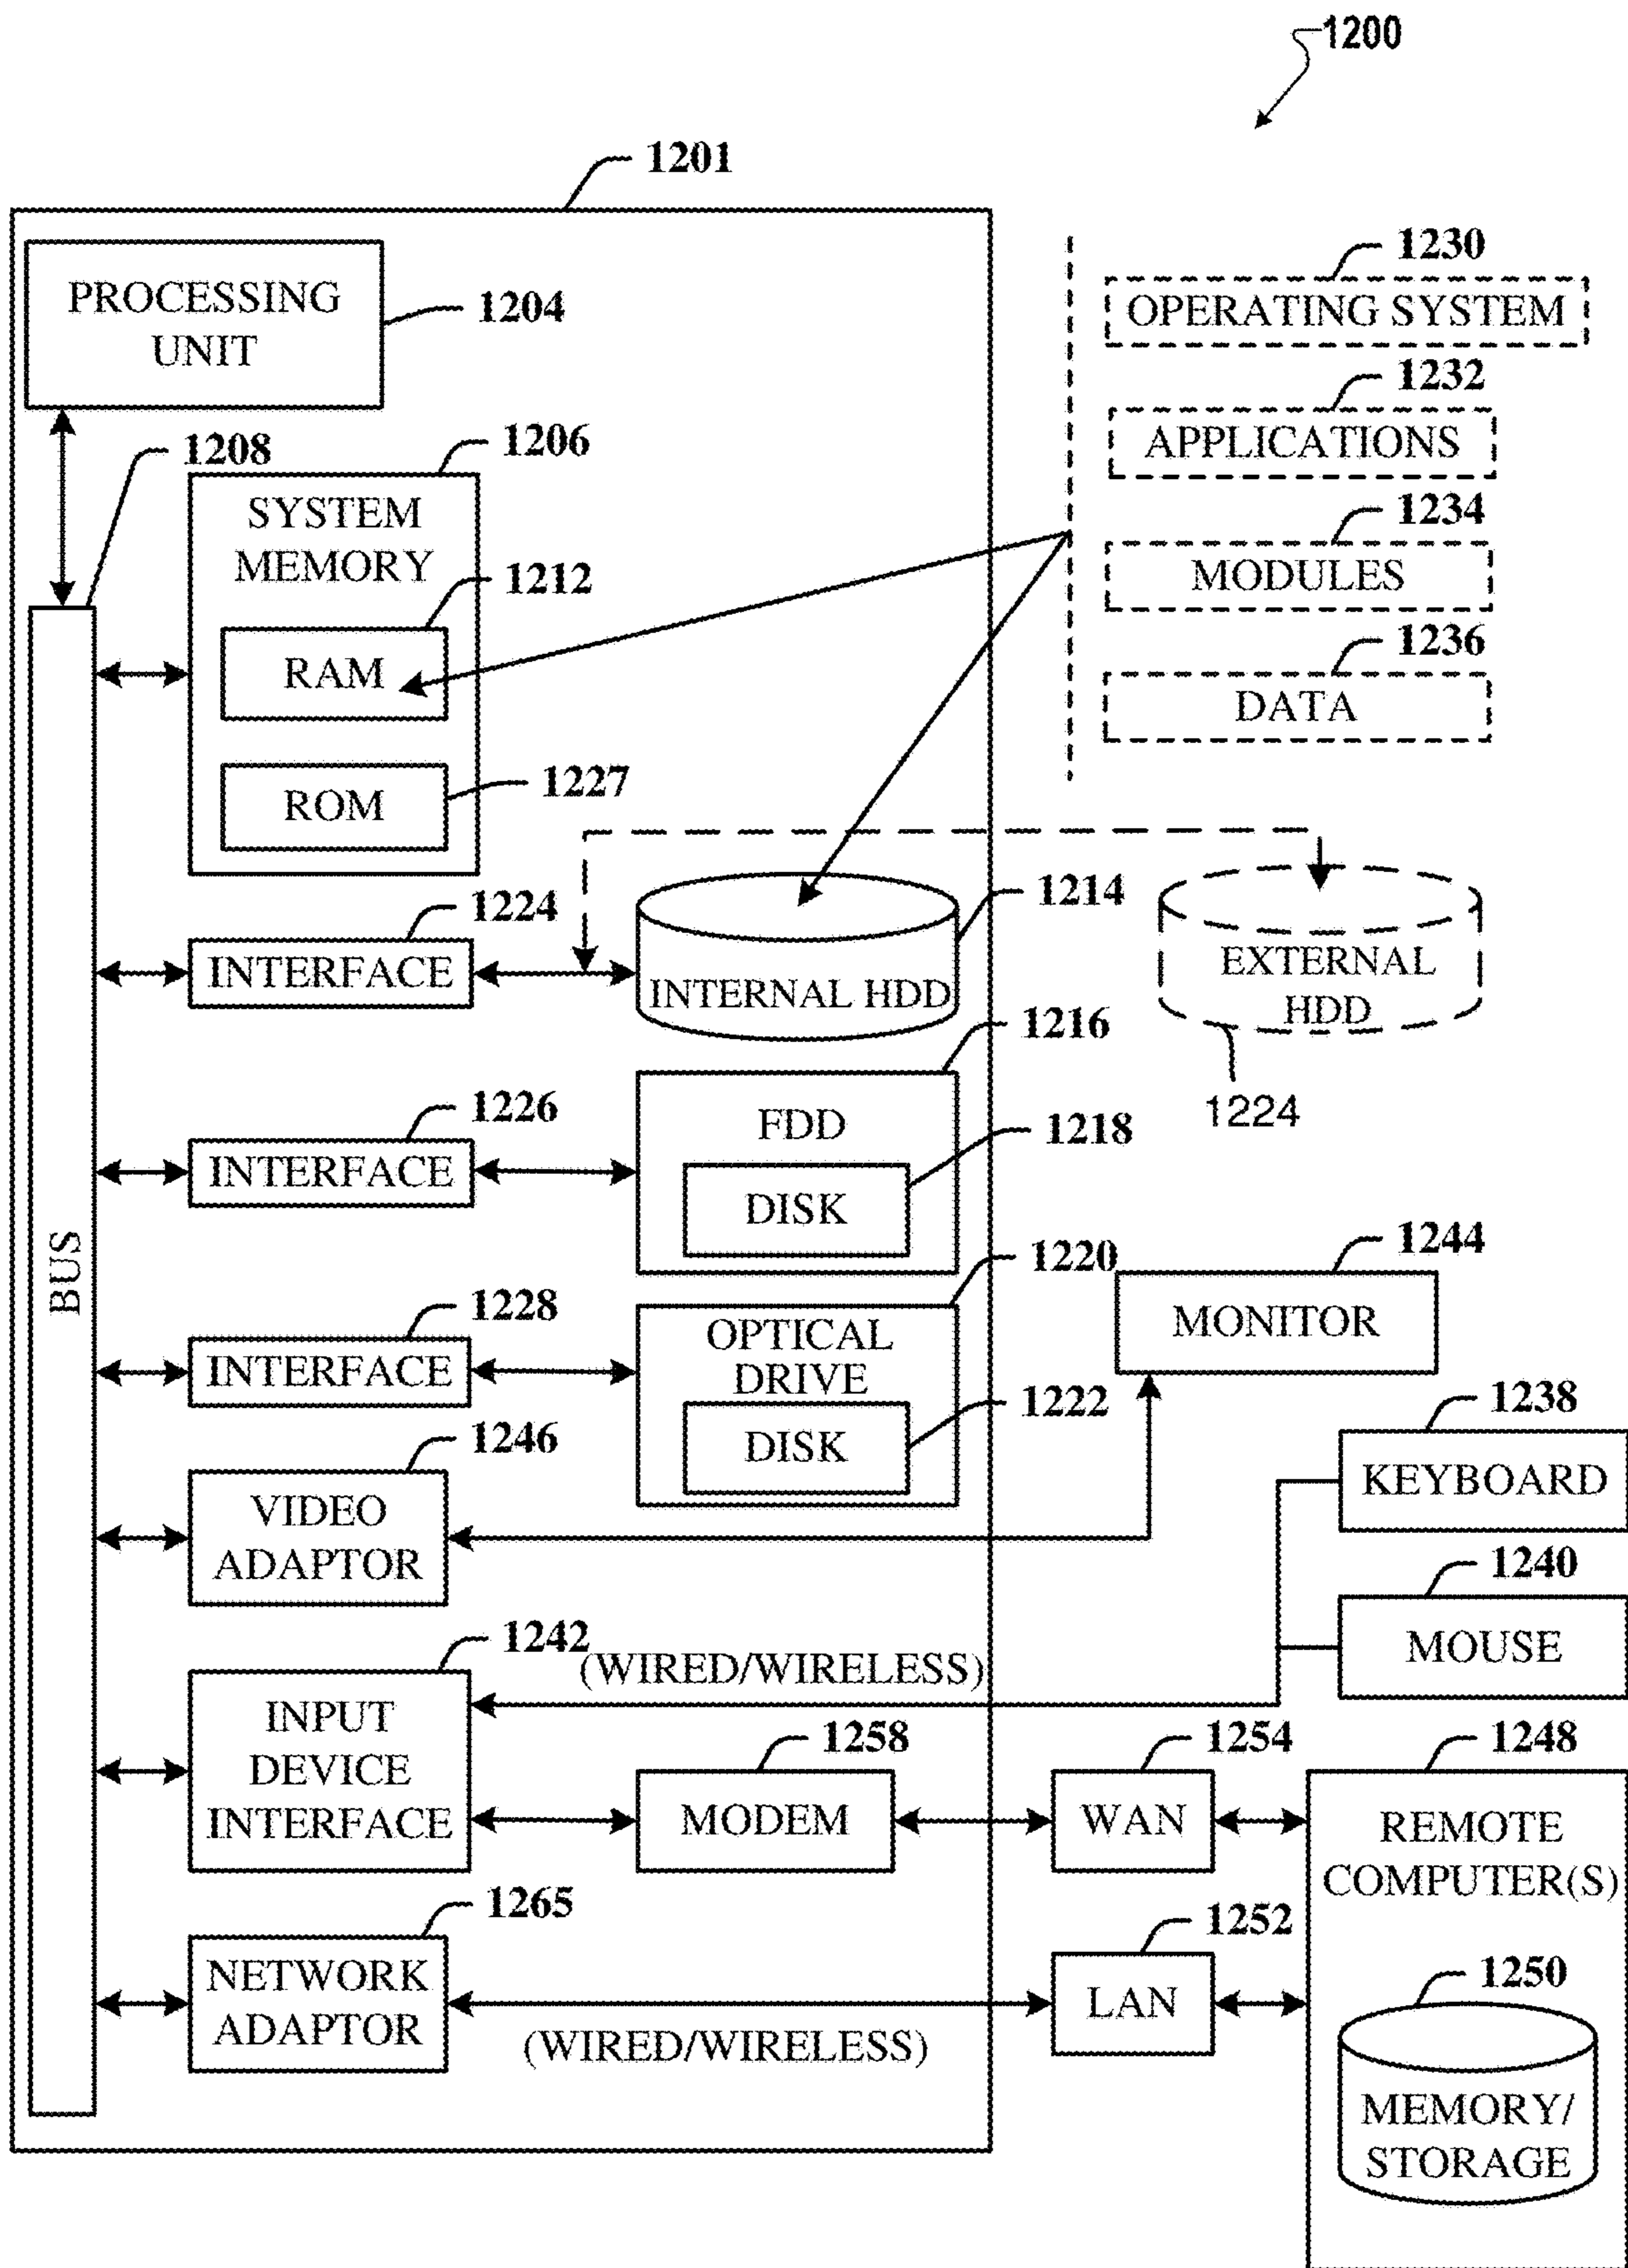 1200
1201
PROCESSING
UNIT
1204
1230
OPERATING SYSTEM
1232
APPLICATIONS
1234
MODULES
1236
DATA
1208
1206
SYSTEM
MEMORY
1212
RAM
1227
ROM
1224
INTERFACE
1214
INTERNAL HDD
EXTERNAL
HDD
1224
1216
FDD
1218
DISK
1226
INTERFACE
BUS
1220
OPTICAL
DRIVE
1222
DISK
1228
INTERFACE
1244
MONITOR
1246
VIDEO
ADAPTOR
1238
KEYBOARD
1240
MOUSE
1242
(WIRED/WIRELESS)
INPUT
DEVICE
INTERFACE
1258
MODEM
1254
WAN
1248
REMOTE
COMPUTER(S)
1265
NETWORK
ADAPTOR
(WIRED/WIRELESS)
1252
LAN
1250
MEMORY/
STORAGE